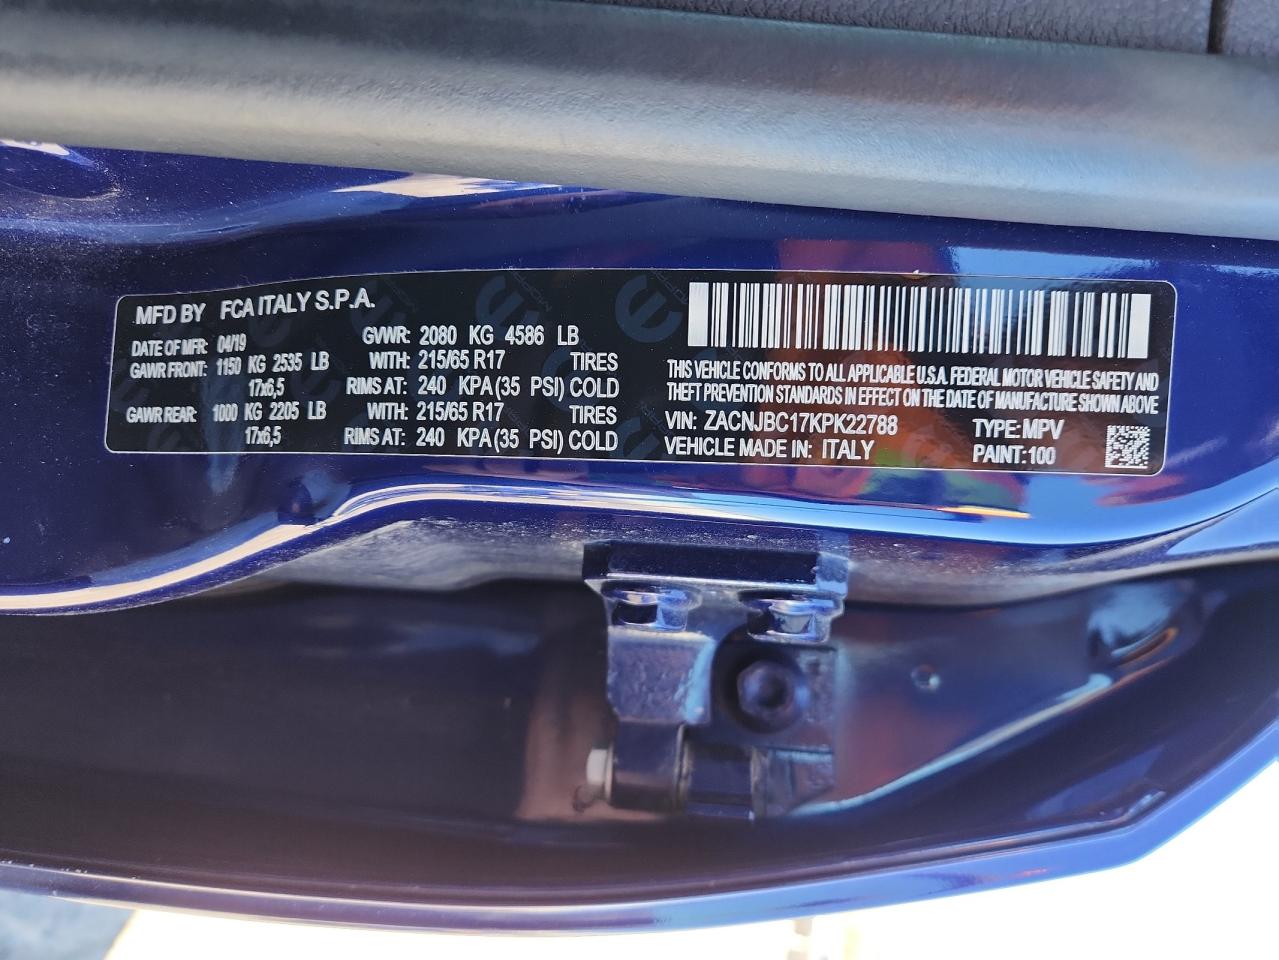 MFD BY FCA ITALY S.P.A.
DATE OF MFR: 04/19 GVWR: 2080 KG 4586 LB
GAWR FRONT: 1150 KG 2535 LB WITH: 215/65 R17 TIRES
17x6,5 RIMS AT: 240 KPA (35 PSI) COLD
GAWR REAR: 1000 KG 2205 LB WITH: 215/65 R17 TIRES
17x6,5 RIMS AT: 240 KPA (35 PSI) COLD
THIS VEHICLE CONFORMS TO ALL APPLICABLE U.S.A. FEDERAL MOTOR VEHICLE SAFETY AND
THEFT PREVENTION STANDARDS IN EFFECT ON THE DATE OF MANUFACTURE SHOWN ABOVE
VIN: ZACNJBC17KPK22788 TYPE: MPV
VEHICLE MADE IN: ITALY PAINT: 100